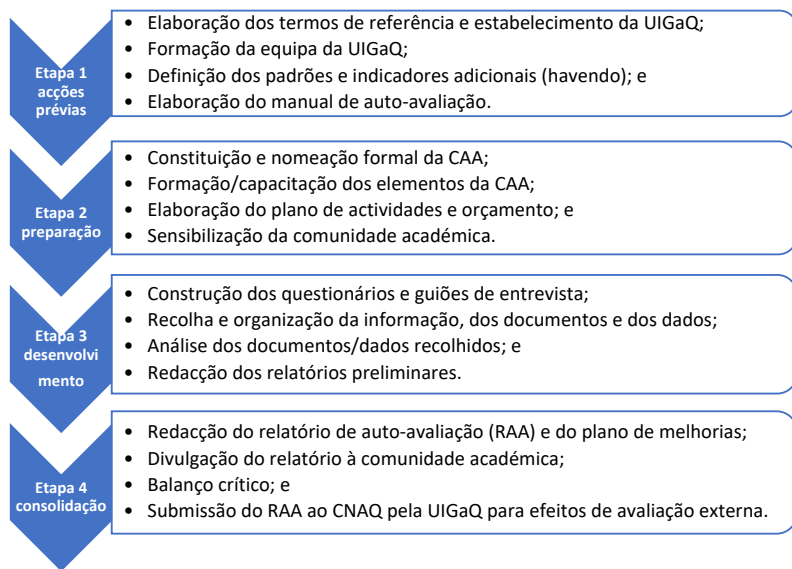 Etapa 1
acções
prévias
• Elaboração dos termos de referência e estabelecimento da UIGaQ;
• Formação da equipa da UIGaQ;
• Definição dos padrões e indicadores adicionais (havendo); e
• Elaboração do manual de auto-avaliação.
Etapa 2
preparação
• Constituição e nomeação formal da CAA;
• Formação/capacitação dos elementos da CAA;
• Elaboração do plano de actividades e orçamento; e
• Sensibilização da comunidade académica.
Etapa 3
desenvolvi
mento
• Construção dos questionários e guiões de entrevista;
• Recolha e organização da informação, dos documentos e dos dados;
• Análise dos documentos/dados recolhidos; e
• Redacção dos relatórios preliminares.
Etapa 4
consolidação
• Redacção do relatório de auto-avaliação (RAA) e do plano de melhorias;
• Divulgação do relatório à comunidade académica;
• Balanço crítico; e
• Submissão do RAA ao CNAQ pela UIGaQ para efeitos de avaliação externa.